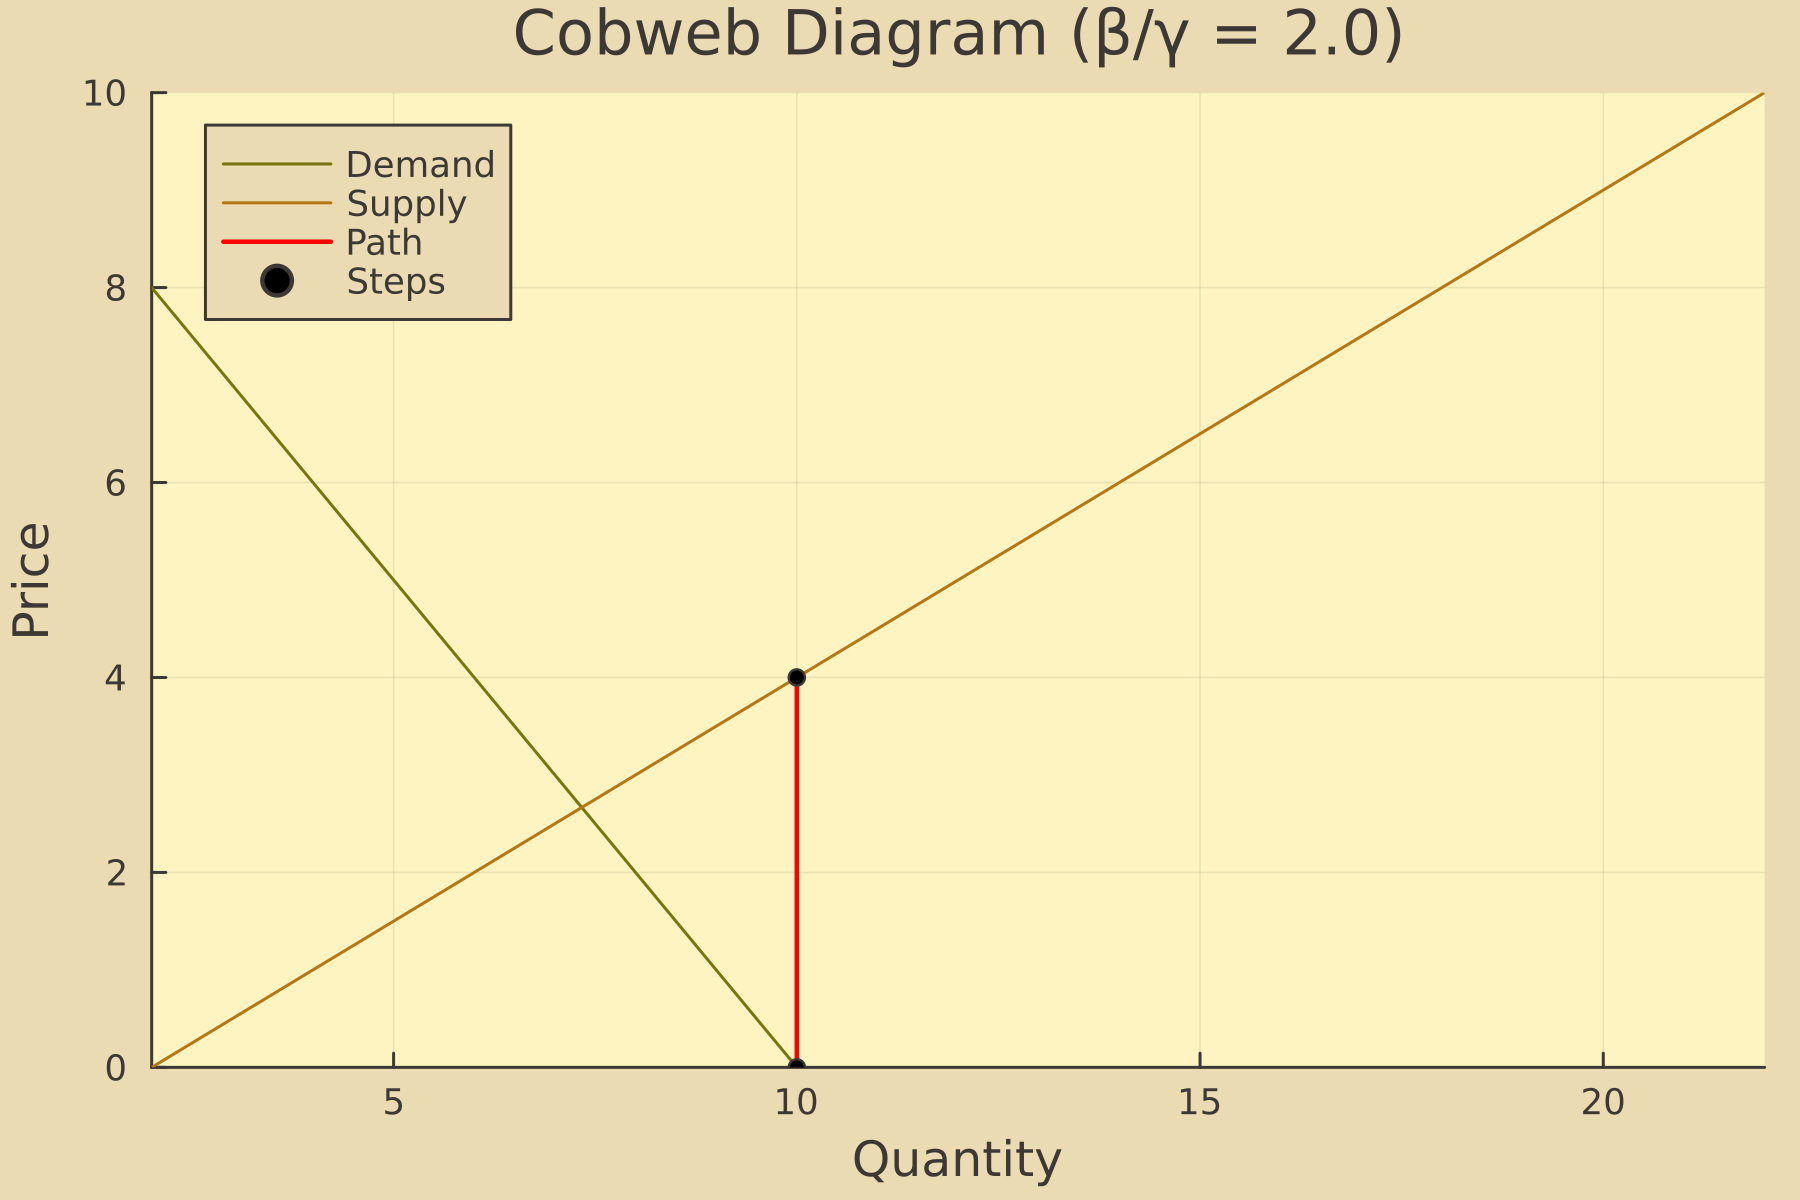 Cobweb Diagram (β/γ = 2.0)
Demand
Supply
Path
Steps
10
8
6
4
2
0
Price
5 10 15 20
Quantity